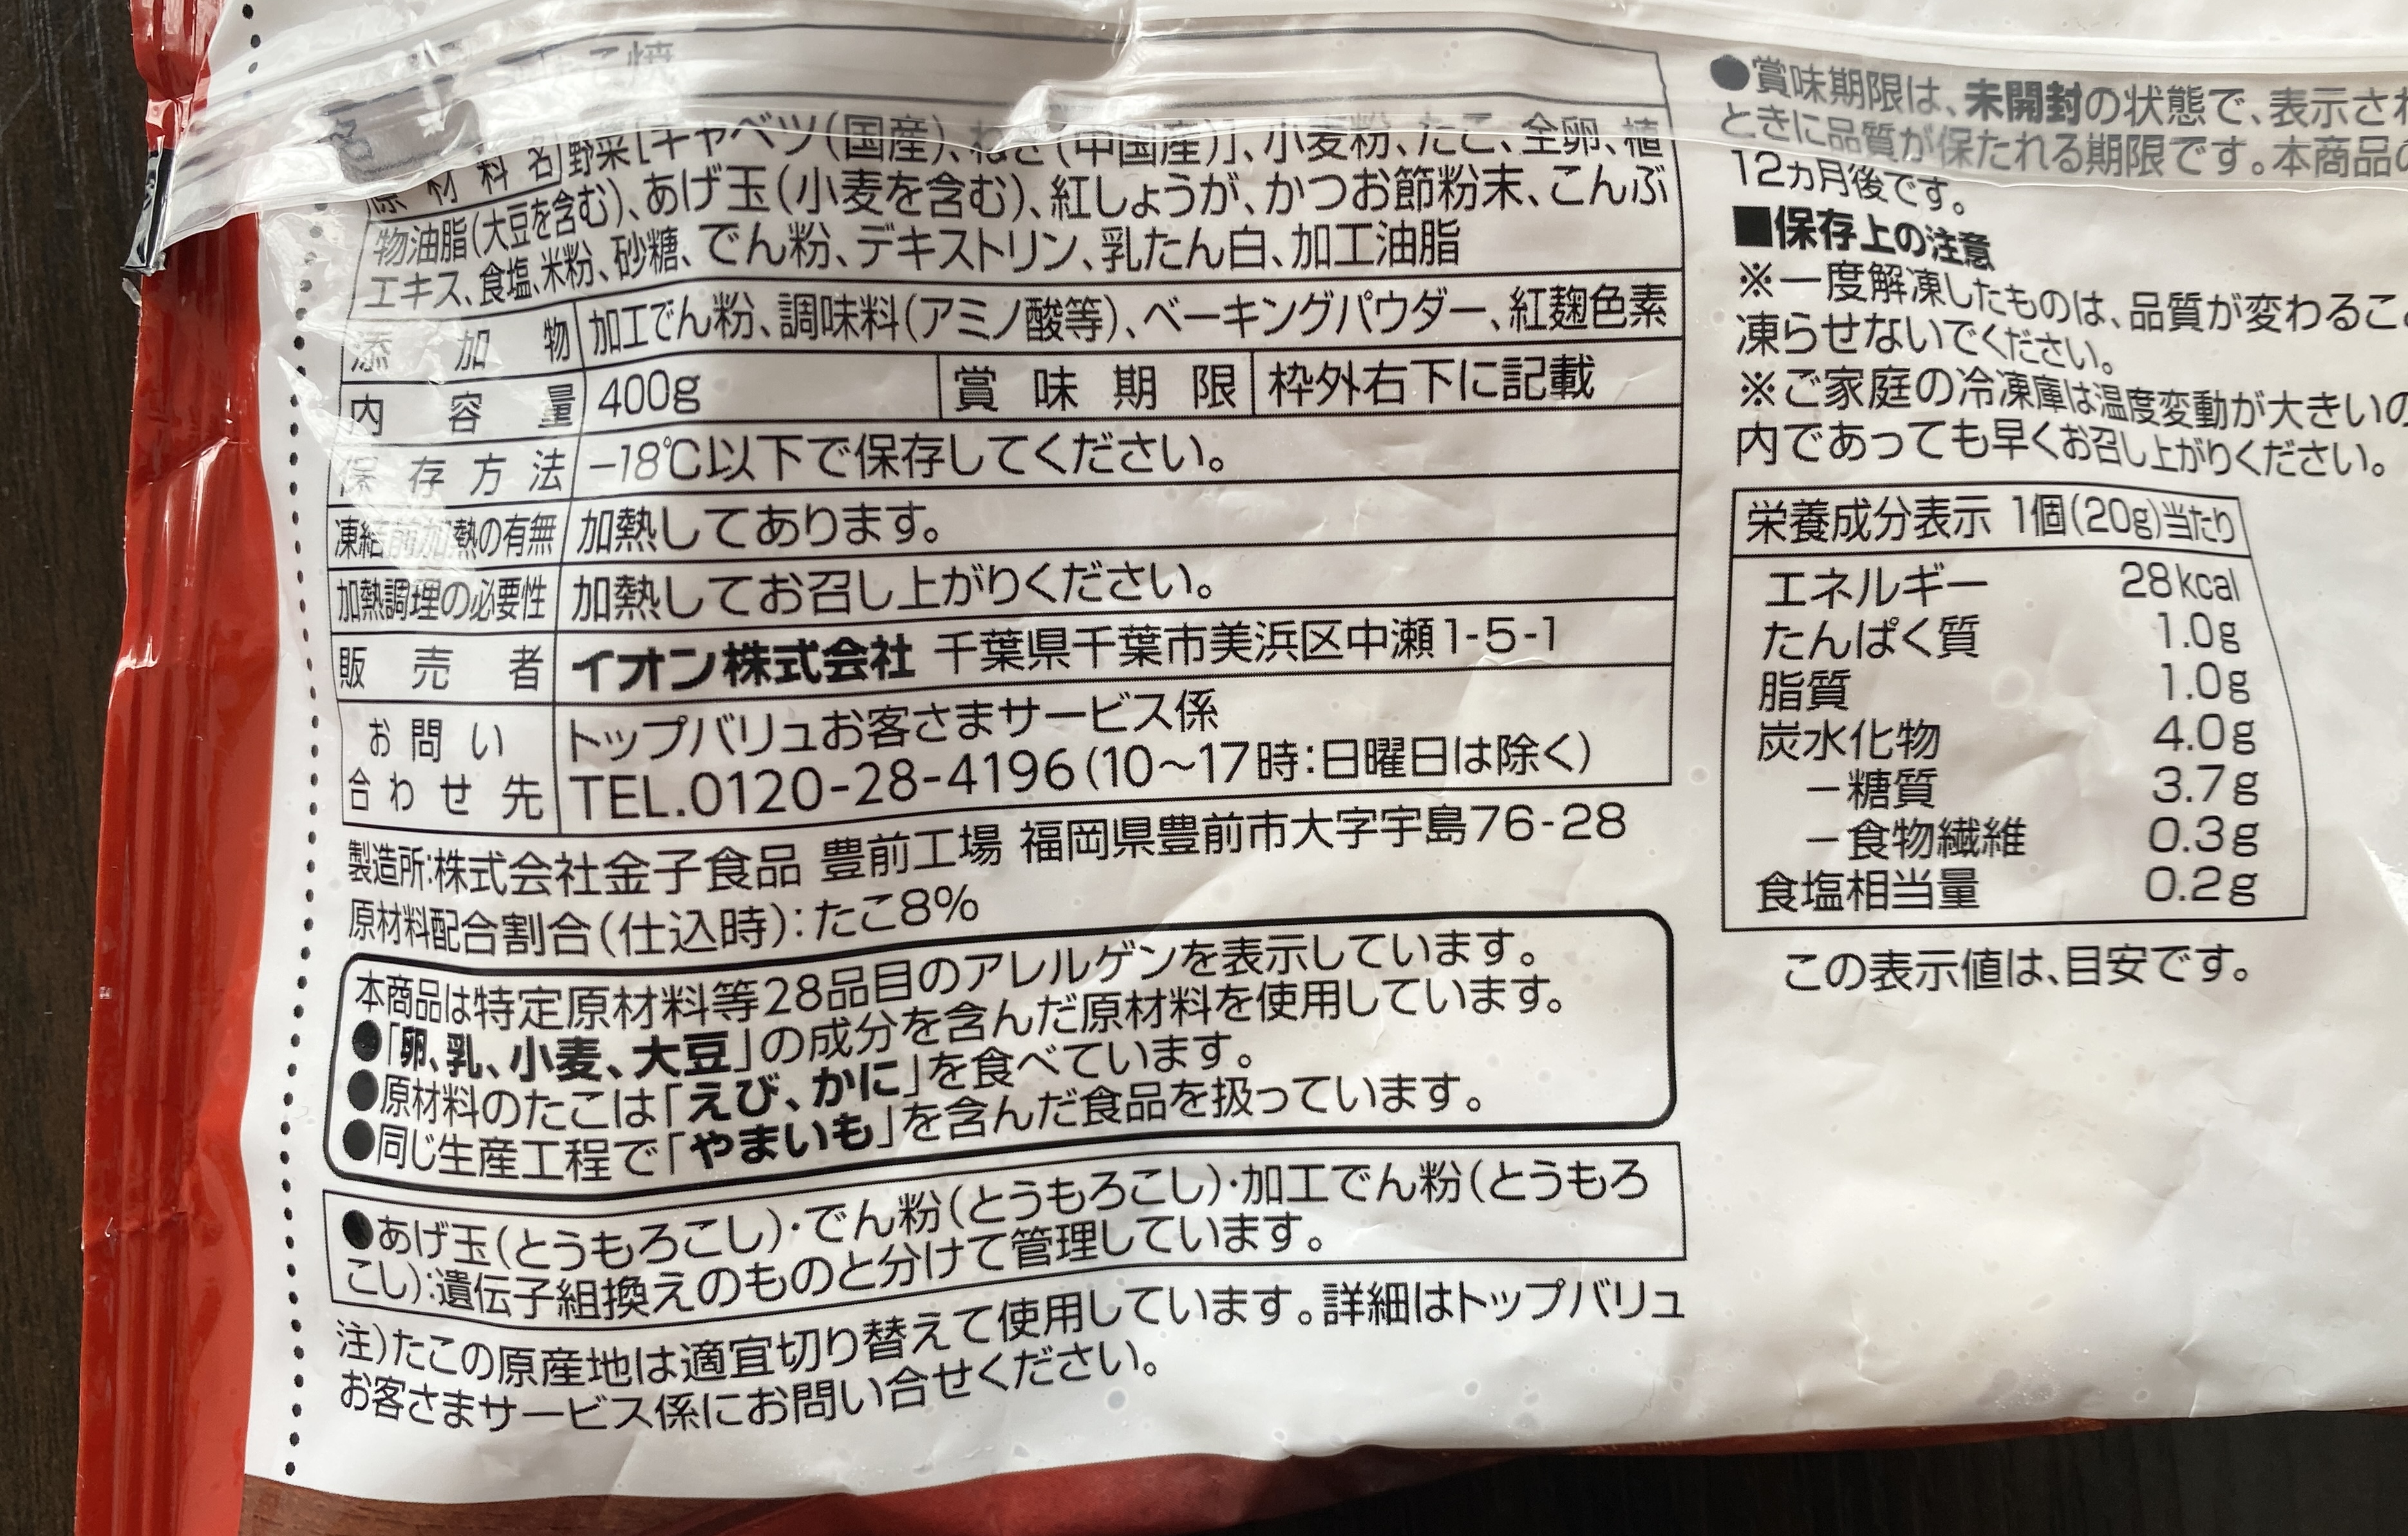 こ焼
原材料名 野菜[キャベツ(国産)、ねぎ(中国産)]、小麦粉、たこ、全卵、植
物油脂(大豆を含む)、あげ玉(小麦を含む)、紅しょうが、かつお節粉末、こんぶ
エキス、食塩、米粉、砂糖、でん粉、デキストリン、乳たん白、加工油脂
添加物 加工でん粉、調味料(アミノ酸等)、ベーキングパウダー、紅麹色素
内容量 400g 賞味期限 枠外右下に記載
保存方法 −18℃以下で保存してください。
凍結前加熱の有無 加熱してあります。
加熱調理の必要性 加熱してお召し上がりください。
販売者 イオン株式会社 千葉県千葉市美浜区中瀬1-5-1
お問い合わせ先 トップバリュお客さまサービス係
TEL.0120-28-4196(10〜17時:日曜日は除く)
製造所:株式会社金子食品 豊前工場 福岡県豊前市大字宇島76-28
原材料配合割合(仕込時):たこ8%
本商品は特定原材料等28品目のアレルゲンを表示しています。
●「卵、乳、小麦、大豆」の成分を含んだ原材料を使用しています。
●原材料のたこは「えび、かに」を食べています。
●同じ生産工程で「やまいも」を含んだ食品を扱っています。
●あげ玉(とうもろこし)・でん粉(とうもろこし)・加工でん粉(とうもろ
こし):遺伝子組換えのものと分けて管理しています。
注)たこの原産地は適宜切り替えて使用しています。詳細はトップバリュ
お客さまサービス係にお問い合せください。
●賞味期限は、未開封の状態で、表示され
ときに品質が保たれる期限です。本商品の
12ヵ月後です。
■保存上の注意
※一度解凍したものは、品質が変わるこ
凍らせないでください。
※ご家庭の冷凍庫は温度変動が大きいの
内であっても早くお召し上がりください。
栄養成分表示 1個(20g)当たり
エネルギー 28kcal
たんぱく質 1.0g
脂質 1.0g
炭水化物 4.0g
−糖質 3.7g
−食物繊維 0.3g
食塩相当量 0.2g
この表示値は、目安です。